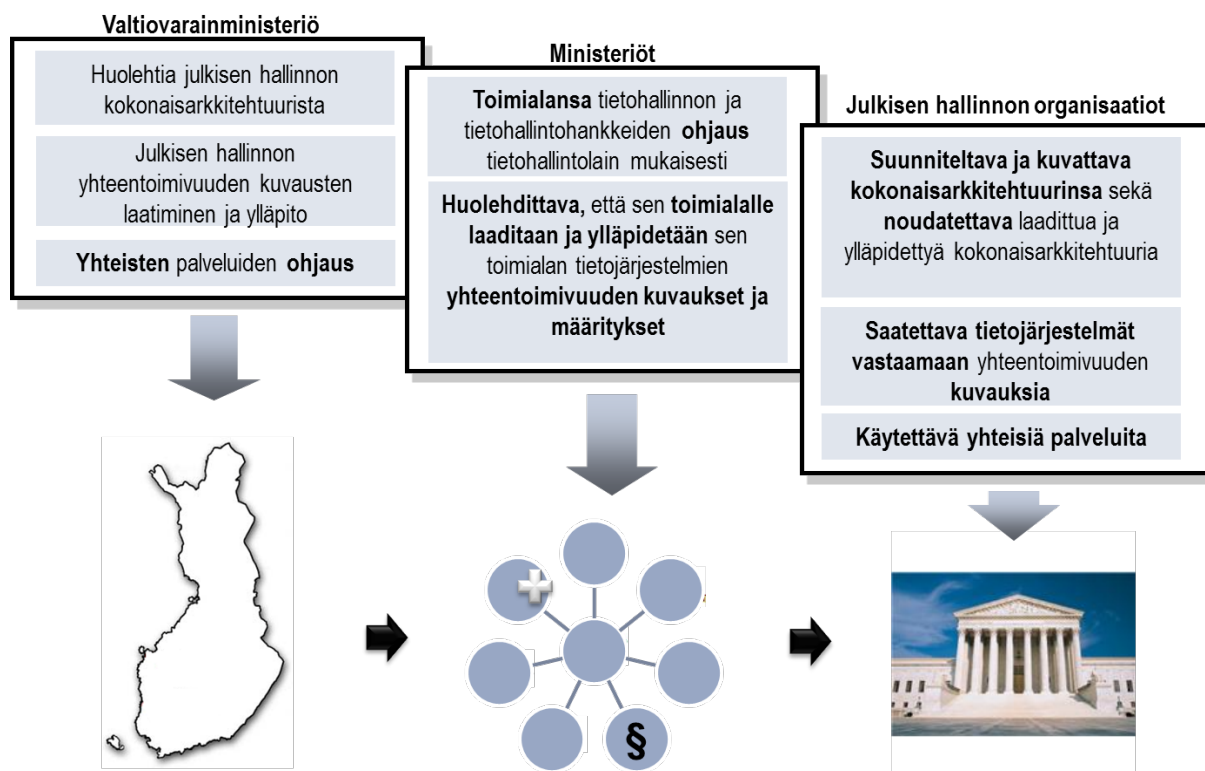 Valtiovarainministeriö
Huolehtia julkisen hallinnon
kokonaisarkkitehtuurista
Julkisen hallinnon
yhteentoimivuuden kuvausten
laatiminen ja ylläpito
Yhteisten palveluiden ohjaus
Ministeriöt
Toimialansa tietohallinnon ja
tietohallintohankkeiden ohjaus
tietohallintolain mukaisesti
Huolehdittava, että sen toimialalle
laaditaan ja ylläpidetään sen
toimialan tietojärjestelmien
yhteentoimivuuden kuvaukset ja
määritykset
Julkisen hallinnon organisaatiot
Suunniteltava ja kuvattava
kokonaisarkkitehtuurinsa sekä
noudatettava laadittua ja
ylläpidettyä kokonaisarkkitehtuuria
Saatettava tietojärjestelmät
vastaamaan yhteentoimivuuden
kuvauksia
Käytettävä yhteisiä palveluita
§